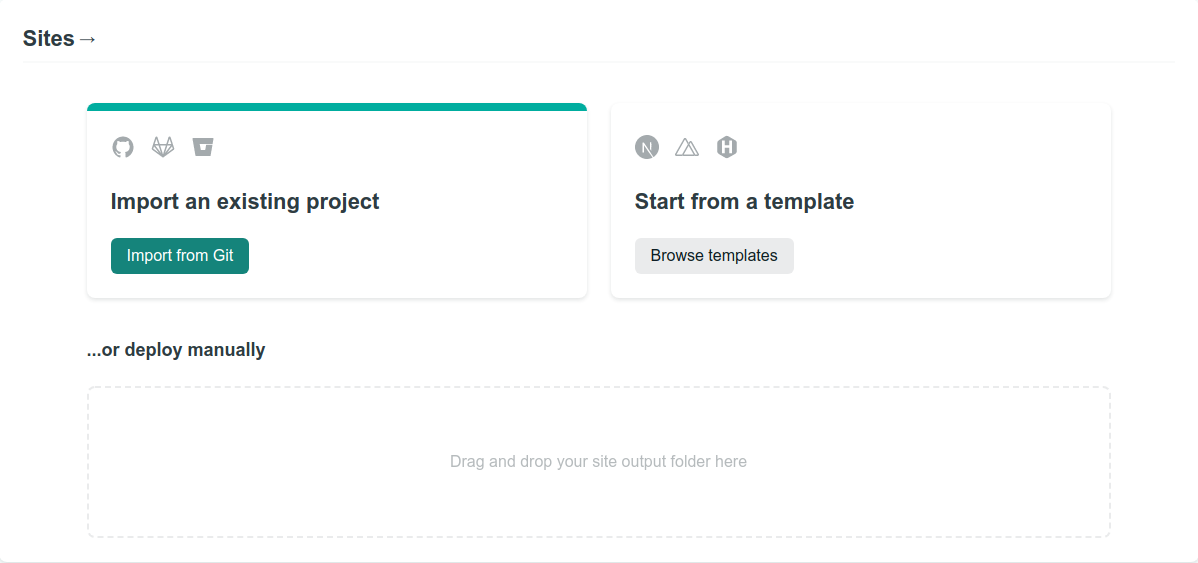 Sites →
Import an existing project
Import from Git
Start from a template
Browse templates
...or deploy manually
Drag and drop your site output folder here